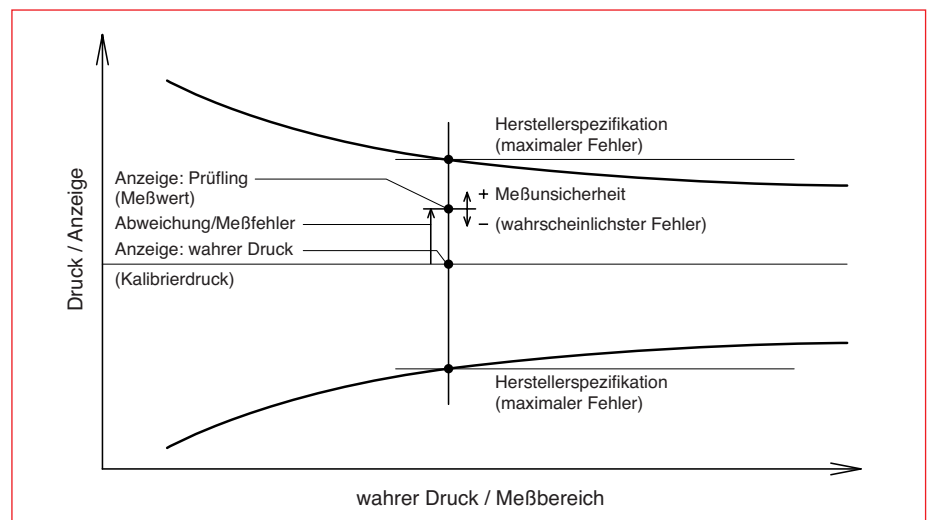 Druck / Anzeige
Herstellerspezifikation
(maximaler Fehler)
Anzeige: Prüfling
(Meßwert)
+ Meßunsicherheit
– (wahrscheinlichster Fehler)
Abweichung/Meßfehler
Anzeige: wahrer Druck
(Kalibrierdruck)
Herstellerspezifikation
(maximaler Fehler)
wahrer Druck / Meßbereich